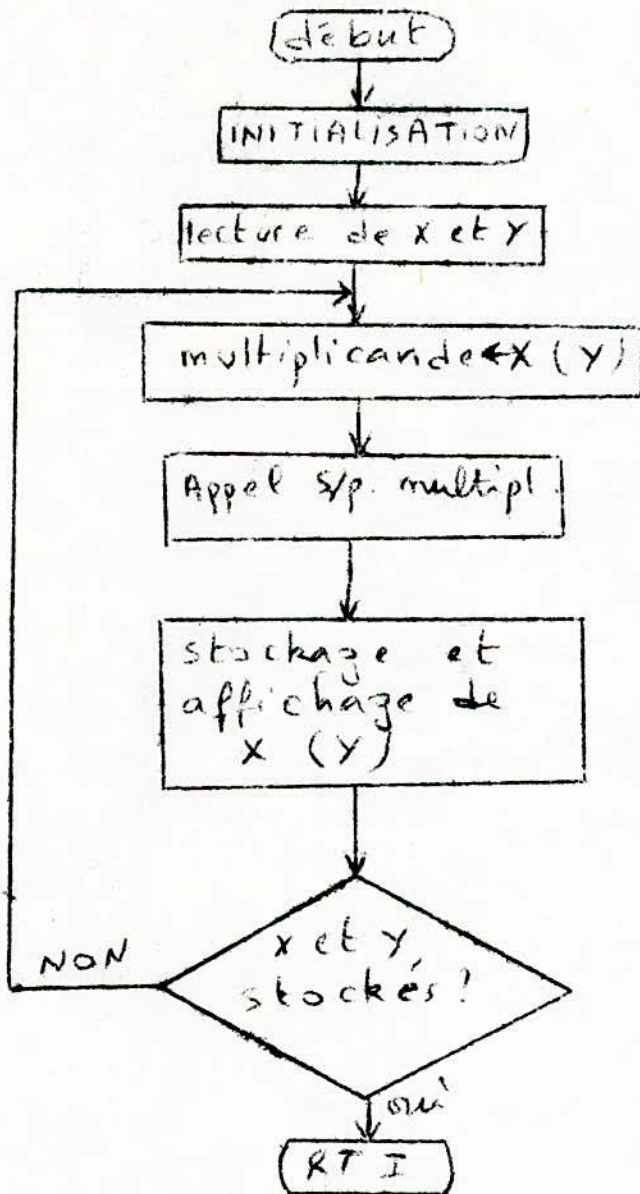 début
INITIALISATION
lecture de X et Y
multiplicande ← X (Y)
Appel S/p. multipl.
stockage et
affichage de
X (Y)
X et Y
stockés ?
NON
oui
RTI